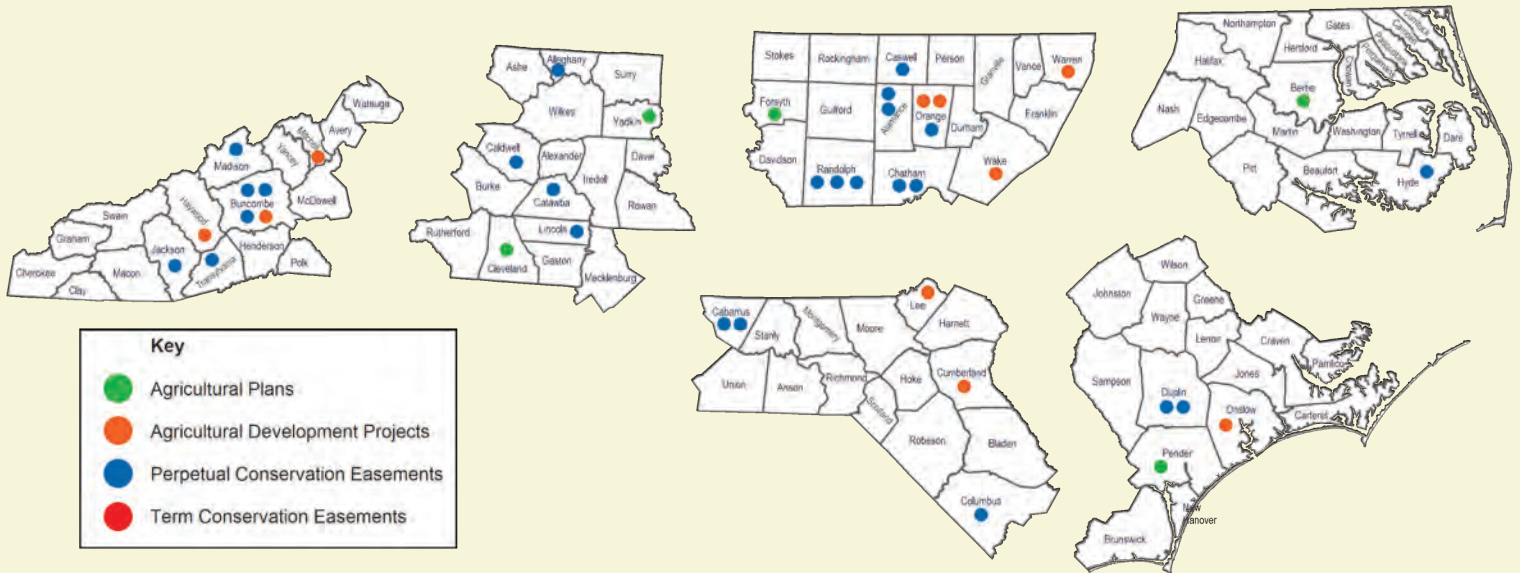 Watauga
Avery
Mitchell
Yancey
Madison
McDowell
Buncombe
Haywood
Swain
Graham
Jackson
Henderson
Transylvania
Polk
Cherokee
Macon
Clay
Ashe
Alleghany
Surry
Wilkes
Yadkin
Caldwell
Alexander
Davie
Iredell
Burke
Catawba
Rowan
Rutherford
Lincoln
Cleveland
Gaston
Mecklenburg
Stokes
Rockingham
Caswell
Person
Granville
Vance
Warren
Forsyth
Guilford
Alamance
Orange
Durham
Franklin
Davidson
Randolph
Chatham
Wake
Northampton
Gates
Currituck
Camden
Pasquotank
Perquimans
Chowan
Hertford
Halifax
Bertie
Nash
Edgecombe
Martin
Washington
Tyrrell
Dare
Pitt
Beaufort
Hyde
Cabarrus
Stanly
Montgomery
Moore
Lee
Harnett
Union
Anson
Richmond
Scotland
Hoke
Cumberland
Robeson
Bladen
Columbus
Wilson
Johnston
Greene
Wayne
Lenoir
Craven
Pamlico
Jones
Sampson
Duplin
Onslow
Carteret
Pender
New
Hanover
Brunswick
Key
Agricultural Plans
Agricultural Development Projects
Perpetual Conservation Easements
Term Conservation Easements